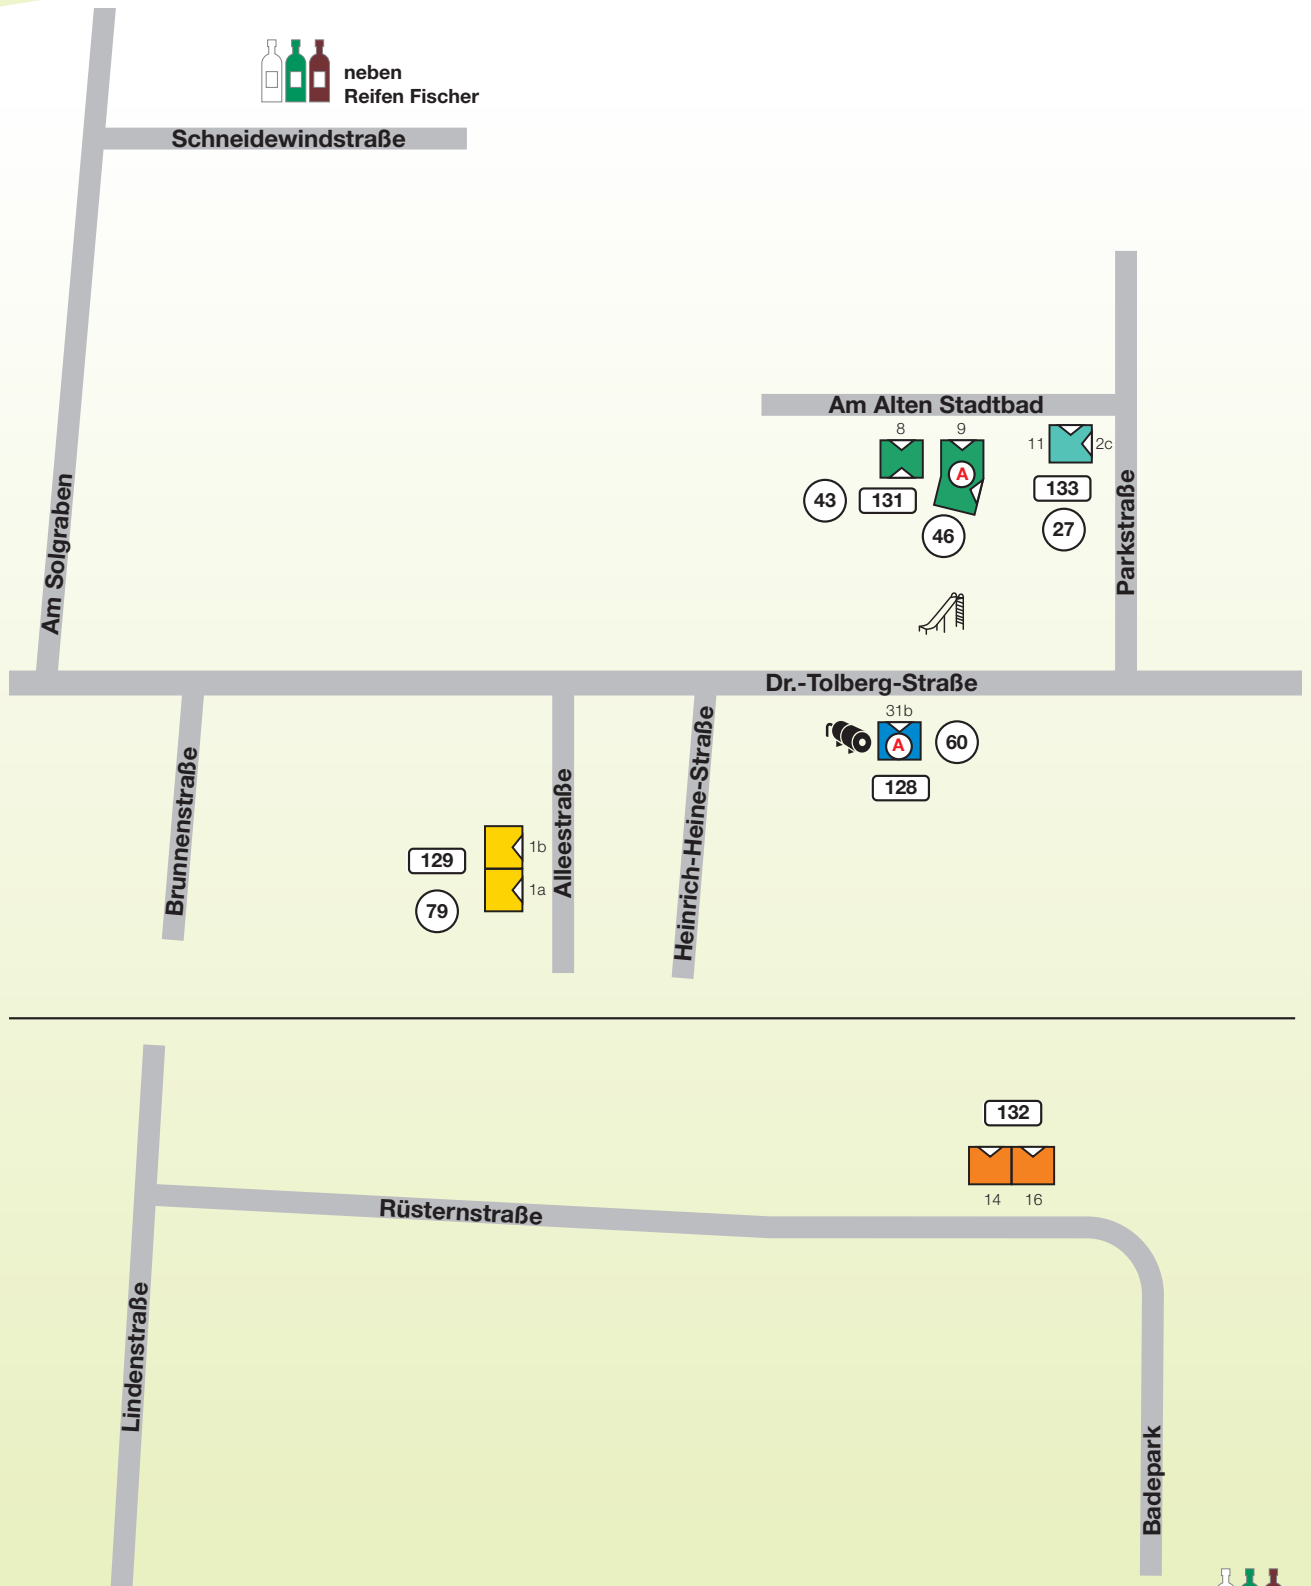 neben
Reifen Fischer
Schneidewindstraße
Am Solgraben
Am Alten Stadtbad
8
9
11
2c
A
43
131
133
46
27
Parkstraße
Dr.-Tolberg-Straße
31b
A
60
128
Brunnenstraße
Alleestraße
Heinrich-Heine-Straße
129
1b
79
1a
132
14
16
Rüsternstraße
Lindenstraße
Badepark